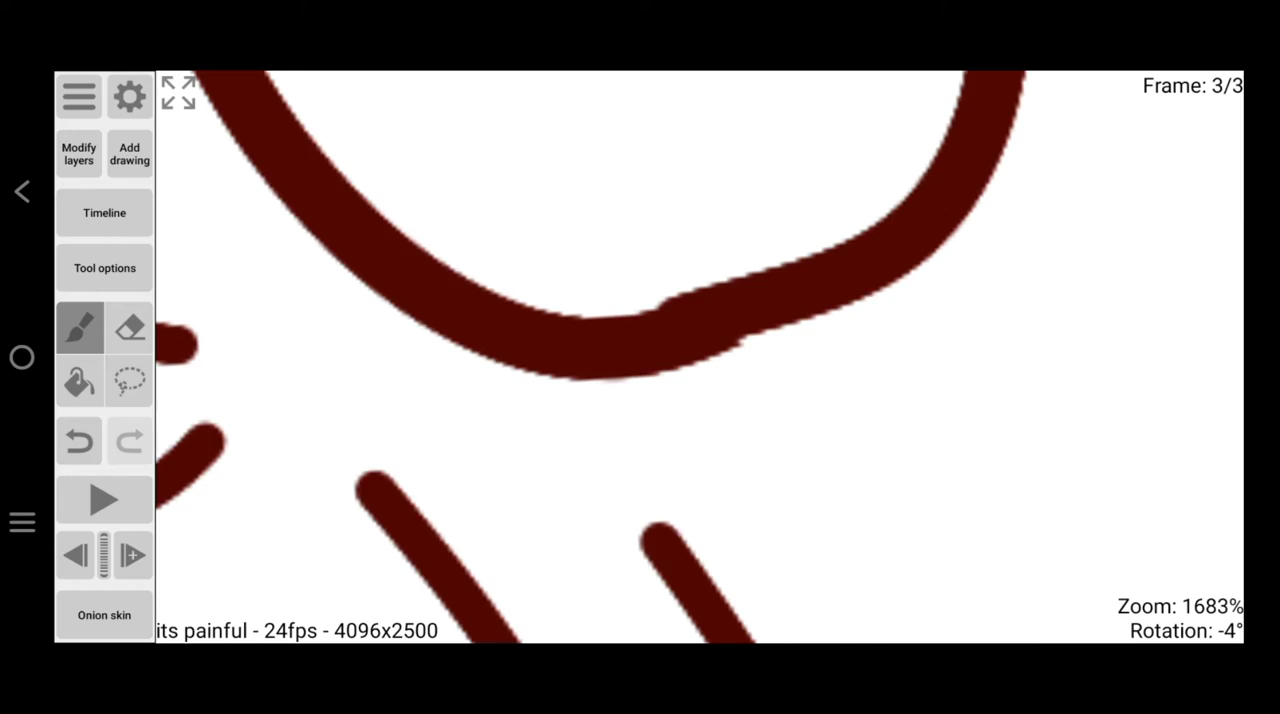 Frame: 3/3
Modify
layers
Add
drawing
Timeline
Tool options
Onion skin
its painful - 24fps - 4096x2500
Zoom: 1683%
Rotation: -4°